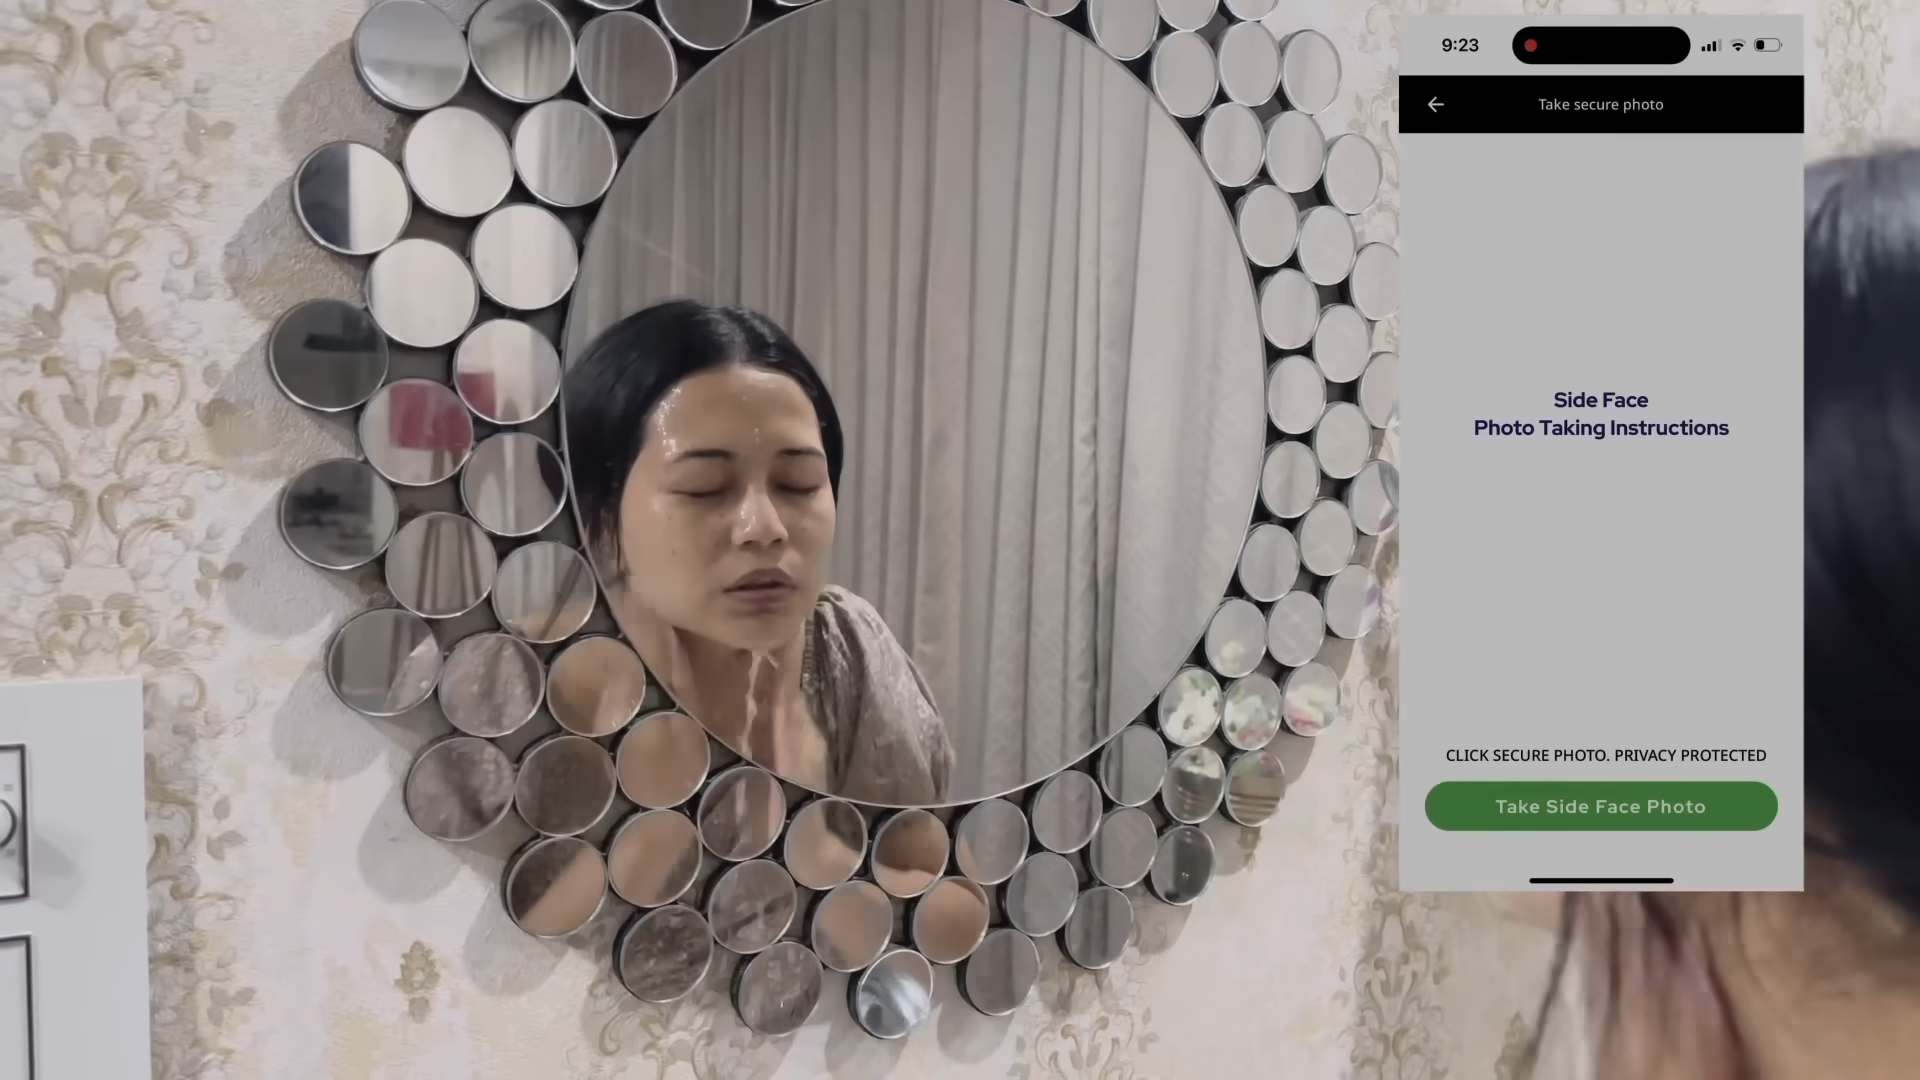 9:23
Take secure photo
Side Face
Photo Taking Instructions
CLICK SECURE PHOTO. PRIVACY PROTECTED
Take Side Face Photo